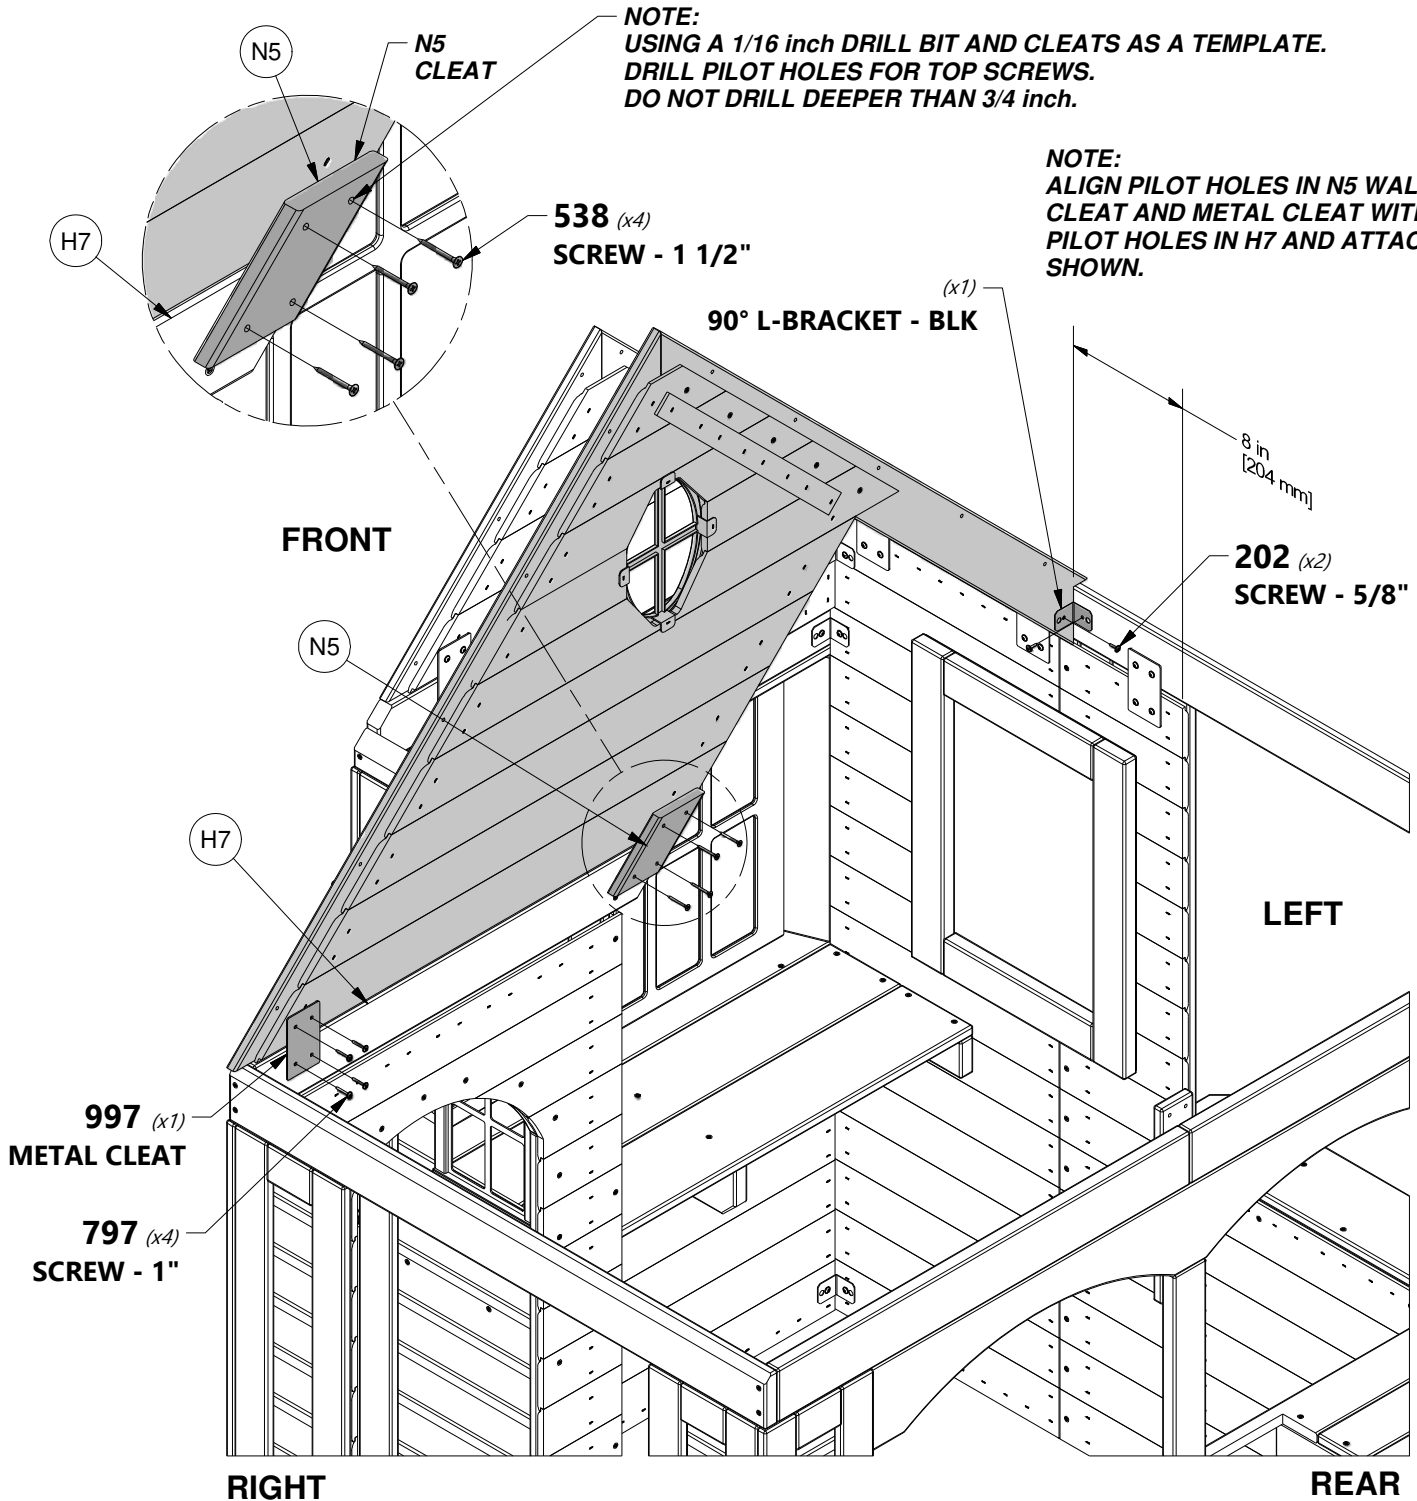 NOTE:
USING A 1/16 inch DRILL BIT AND CLEATS AS A TEMPLATE.
DRILL PILOT HOLES FOR TOP SCREWS.
DO NOT DRILL DEEPER THAN 3/4 inch.
N5
N5
CLEAT
H7
538 (x4)
SCREW - 1 1/2"
NOTE:
ALIGN PILOT HOLES IN N5
CLEAT AND METAL CLEAT
PILOT HOLES IN H7 AND
SHOWN.
(x1)
90° L-BRACKET - BLK
8 in
[204 mm]
FRONT
202 (x2)
SCREW - 5/8"
N5
H7
LEFT
997 (x1)
METAL CLEAT
797 (x4)
SCREW - 1"
RIGHT
REAR